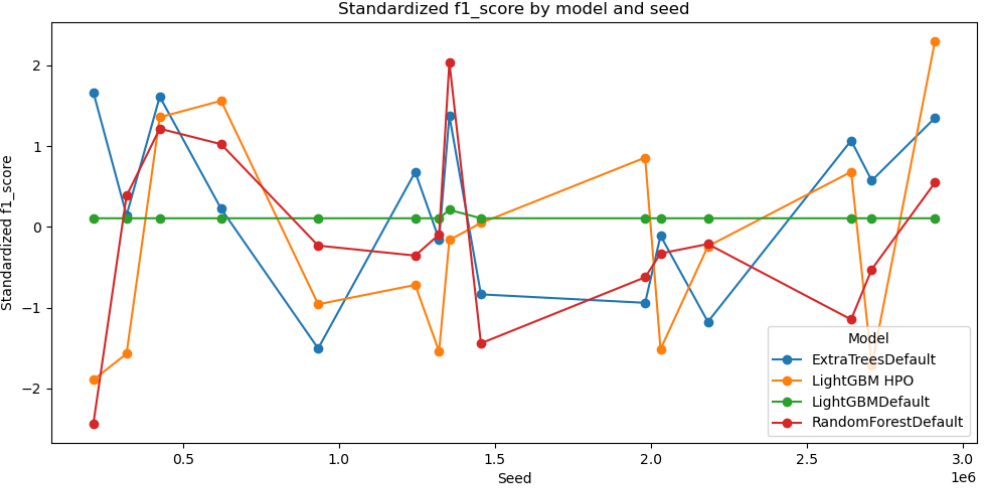 Standardized f1_score by model and seed
Standardized f1_score
2
1
0
−1
−2
0.5
1.0
1.5
2.0
2.5
3.0
1e6
Seed
Model
ExtraTreesDefault
LightGBM HPO
LightGBMDefault
RandomForestDefault